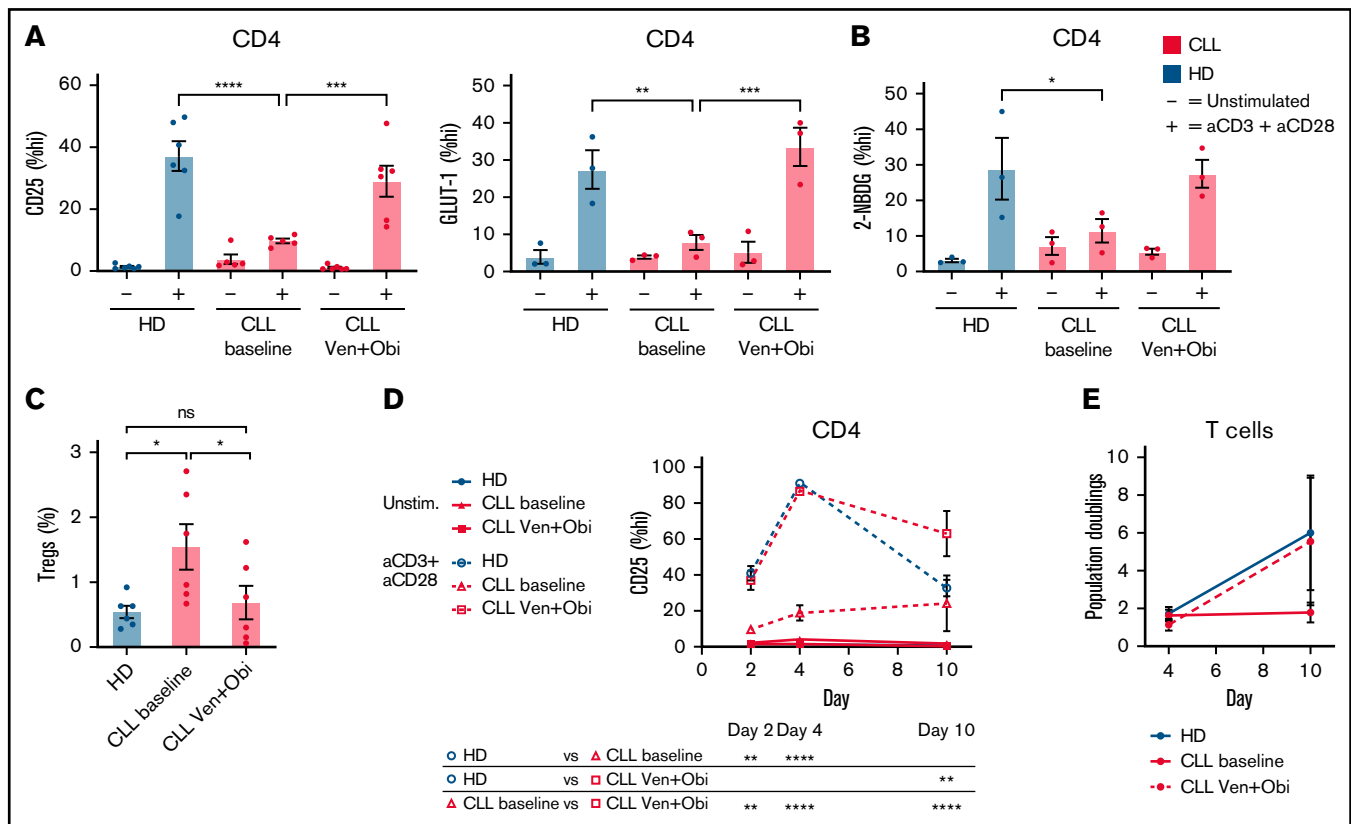 A
CD4
CD25 (%hi)
60
40
20
0
****
***
− + − + − +
HD
CLL baseline
CLL Ven+Obi
CD4
GLUT-1 (%hi)
50
40
30
20
10
0
**
***
− + − + − +
HD
CLL baseline
CLL Ven+Obi
B
CD4
2-NBDG (%hi)
50
40
30
20
10
0
*
− + − + − +
HD
CLL baseline
CLL Ven+Obi
CLL
HD
− = Unstimulated
+ = aCD3 + aCD28
C
Tregs (%)
3
2
1
0
ns
*
*
HD
CLL baseline
CLL Ven+Obi
D
Unstim.
HD
CLL baseline
CLL Ven+Obi
aCD3+
aCD28
HD
CLL baseline
CLL Ven+Obi
CD4
CD25 (%hi)
100
80
60
40
20
0
0 2 4 6 8 10
Day
Day 2 Day 4 Day 10
HD vs CLL baseline ** ****
HD vs CLL Ven+Obi **
CLL baseline vs CLL Ven+Obi ** **** ****
E
T cells
Population doublings
10
8
6
4
2
0
4 6 8 10
Day
HD
CLL baseline
CLL Ven+Obi